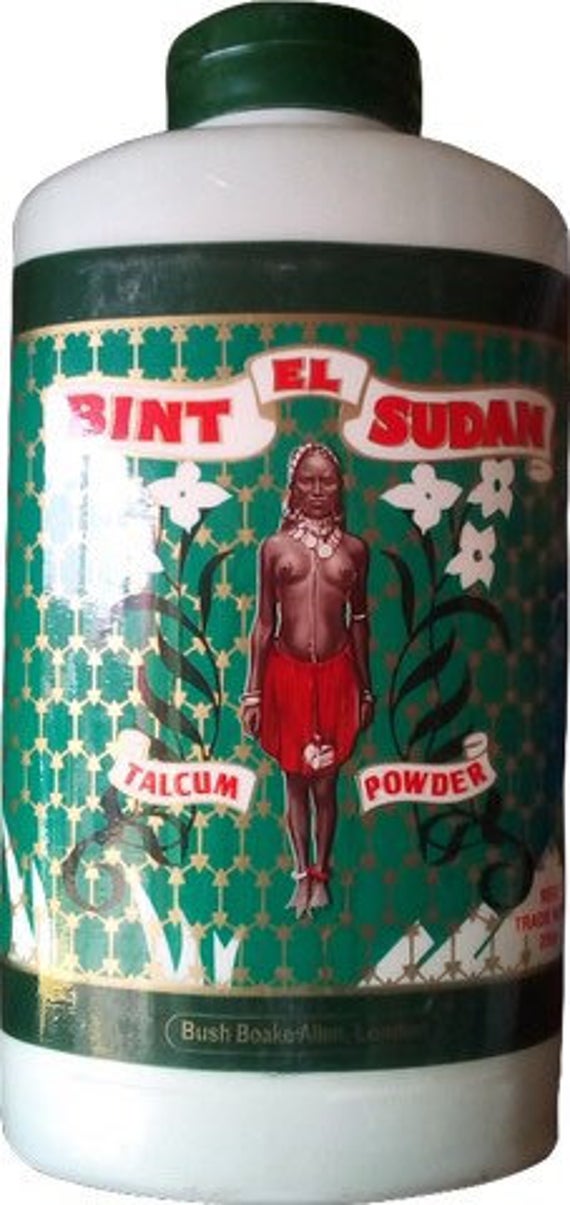 EL
BINT SUDAN
TALCUM POWDER
Bush Boake Allen, London